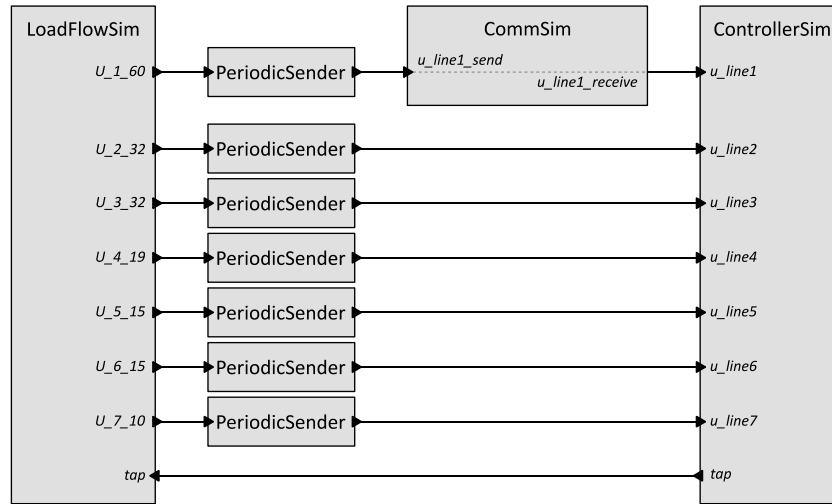 LoadFlowSim
CommSim
ControllerSim
U_1_60
PeriodicSender
u_line1_send
u_line1_receive
u_line1
U_2_32
PeriodicSender
u_line2
U_3_32
PeriodicSender
u_line3
U_4_19
PeriodicSender
u_line4
U_5_15
PeriodicSender
u_line5
U_6_15
PeriodicSender
u_line6
U_7_10
PeriodicSender
u_line7
tap
tap